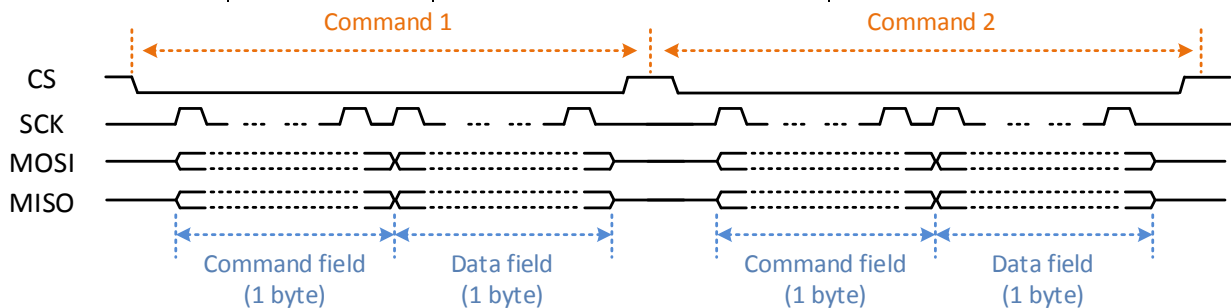 Command 1
Command 2
CS
SCK
MOSI
MISO
Command field
(1 byte)
Data field
(1 byte)
Command field
(1 byte)
Data field
(1 byte)